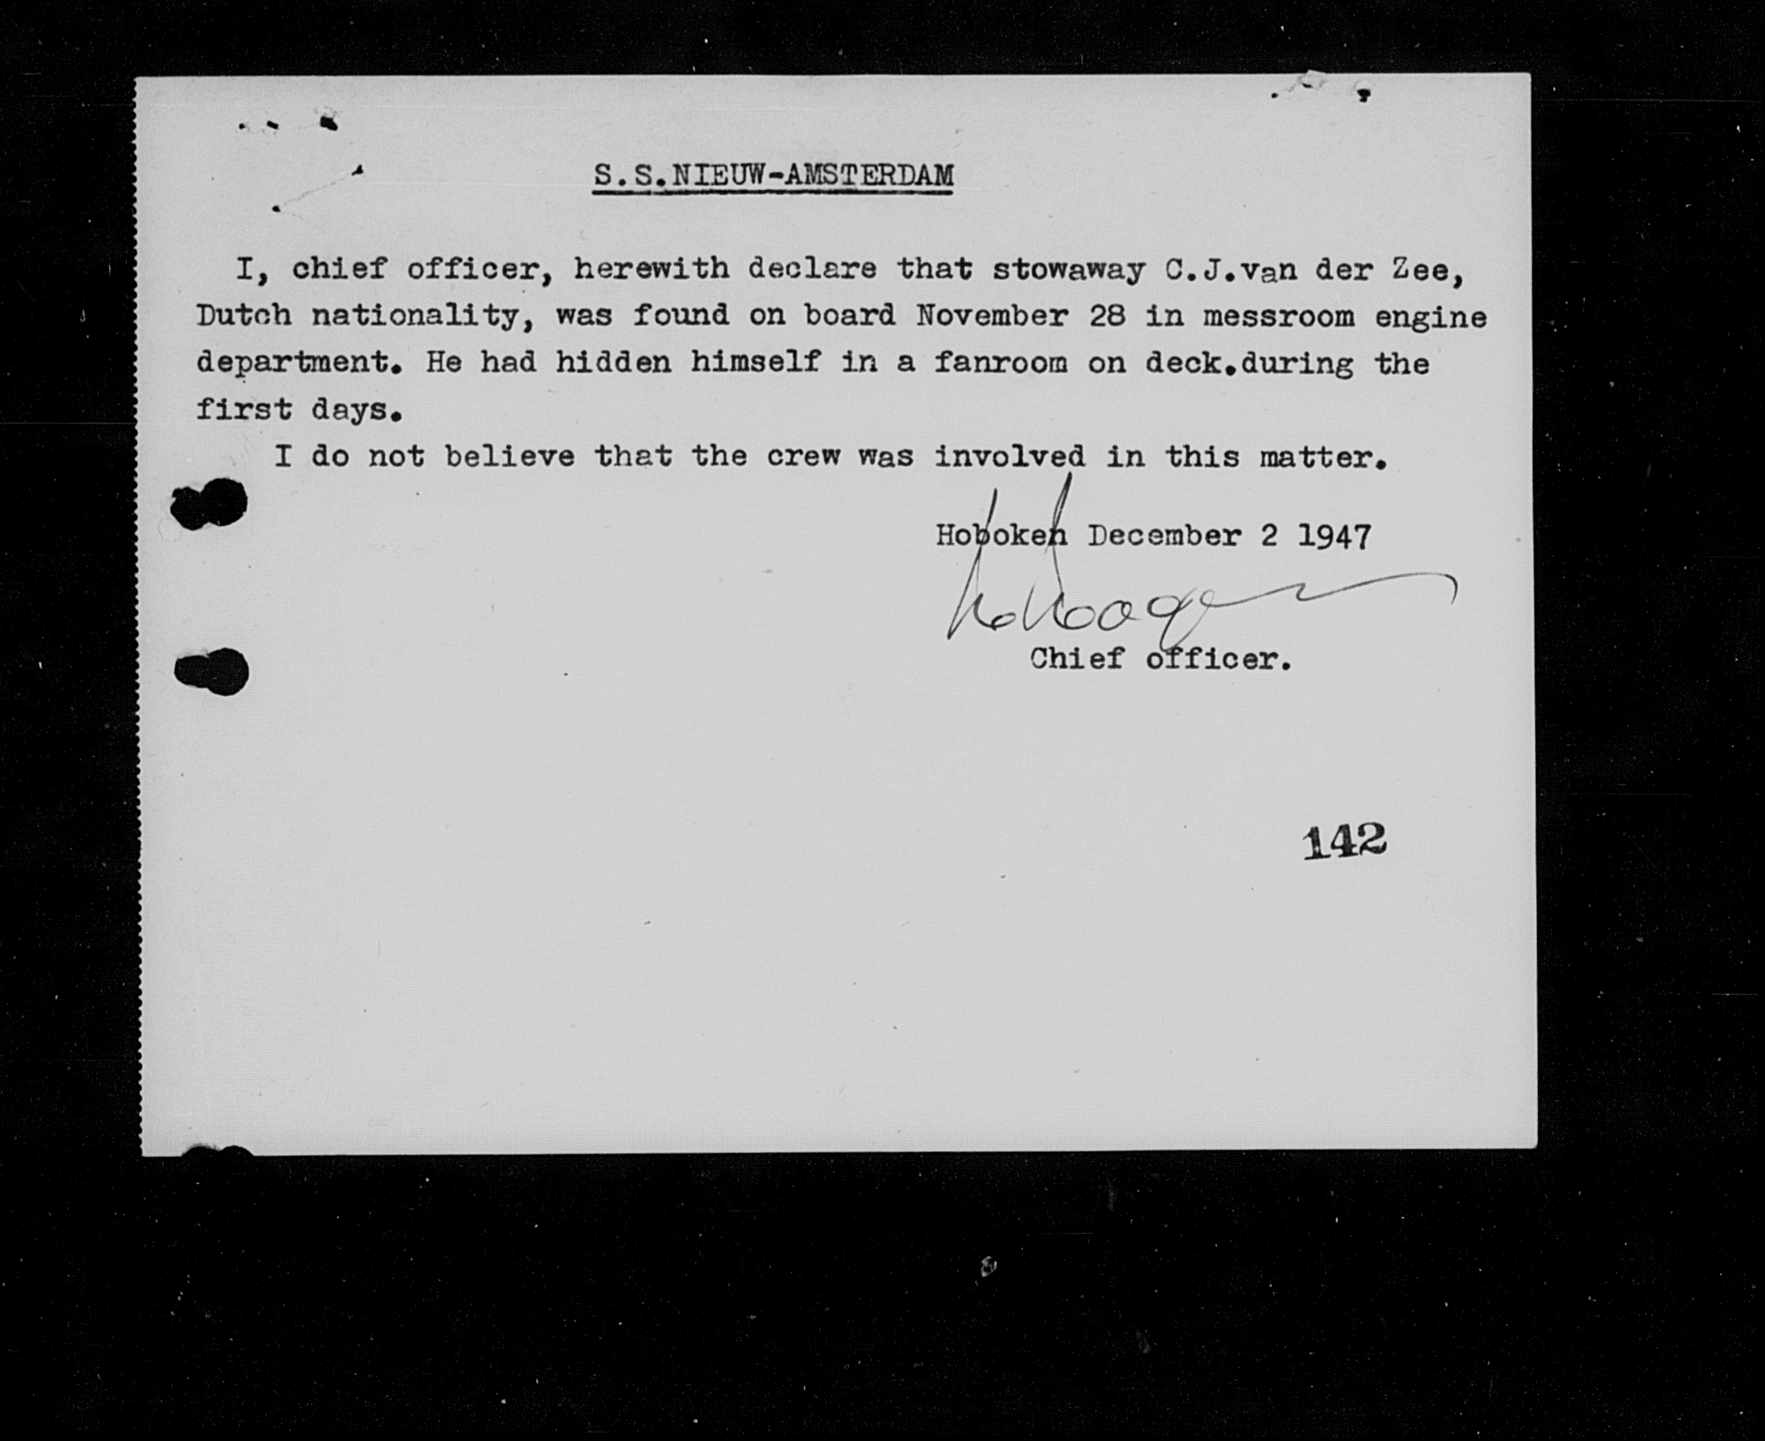 S.S.NIEUW-AMSTERDAM
I, chief officer, herewith declare that stowaway C.J.van der Zee,
Dutch nationality, was found on board November 28 in messroom engine
department. He had hidden himself in a fanroom on deck.during the
first days.
I do not believe that the crew was involved in this matter.
Hoboken December 2 1947
Chief officer.
142